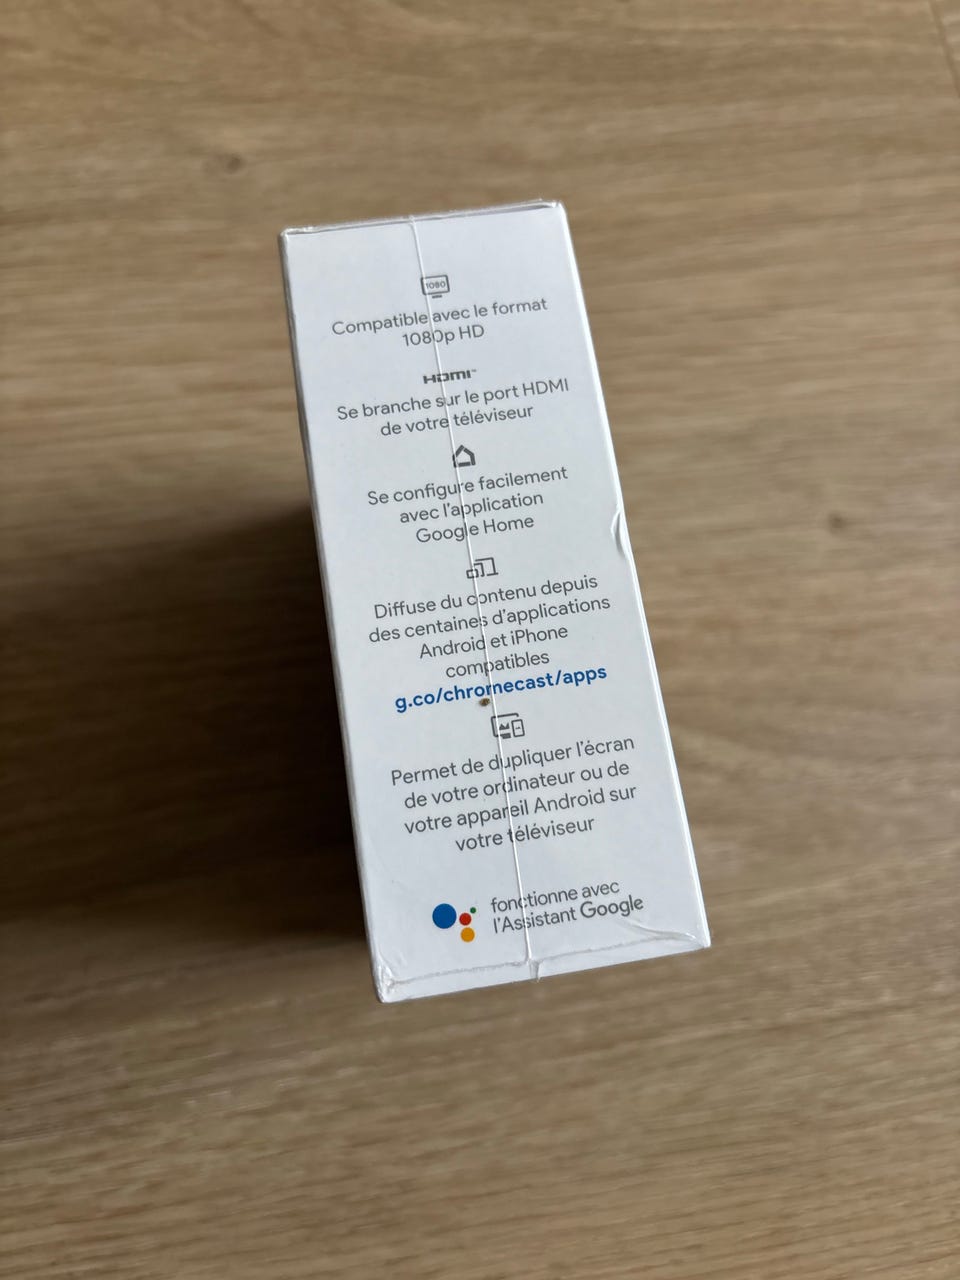 1080
Compatible avec le format
1080p HD
HDMI™
Se branche sur le port HDMI
de votre téléviseur
Se configure facilement
avec l'application
Google Home
Diffuse du contenu depuis
des centaines d'applications
Android et iPhone
compatibles
g.co/chromecast/apps
Permet de dupliquer l'écran
de votre ordinateur ou de
votre appareil Android sur
votre téléviseur
fonctionne avec
l'Assistant Google